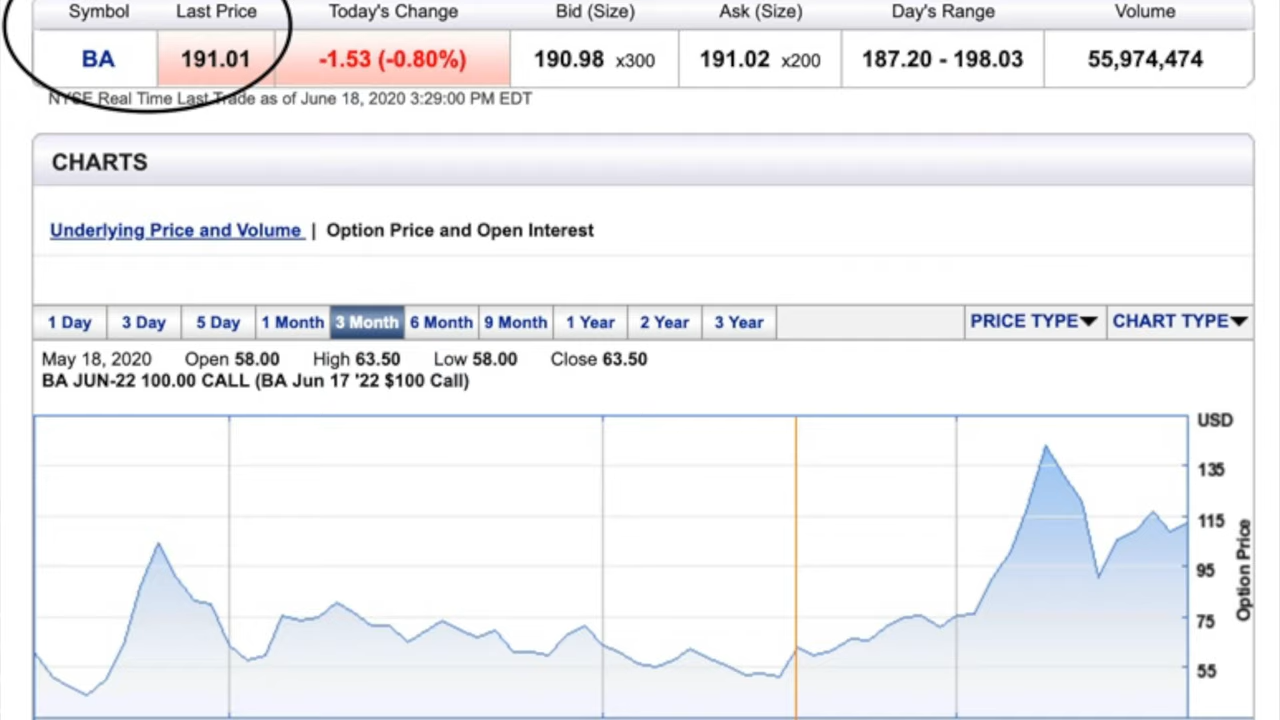 Symbol Last Price Today's Change Bid (Size) Ask (Size) Day's Range Volume
BA 191.01 -1.53 (-0.80%) 190.98 x300 191.02 x200 187.20 - 198.03 55,974,474
NYSE Real Time Last Trade as of June 18, 2020 3:29:00 PM EDT
CHARTS
Underlying Price and Volume | Option Price and Open Interest
1 Day 3 Day 5 Day 1 Month 3 Month 6 Month 9 Month 1 Year 2 Year 3 Year PRICE TYPE CHART TYPE
May 18, 2020 Open 58.00 High 63.50 Low 58.00 Close 63.50
BA JUN-22 100.00 CALL (BA Jun 17 '22 $100 Call)
USD
135
115
95
75
55
Option Price